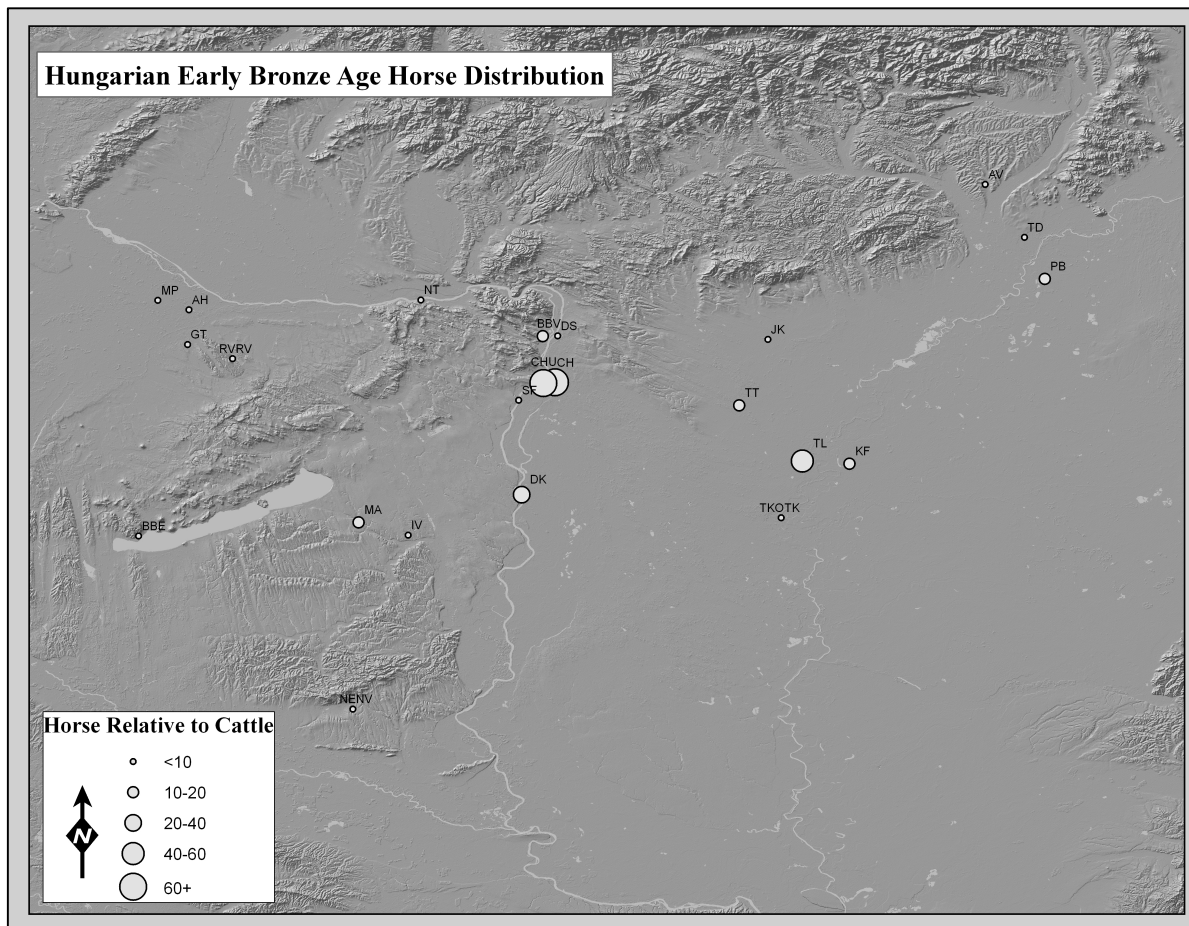 Hungarian Early Bronze Age Horse Distribution
AV
TD
PB
MP
AH
NT
GT
RVRV
BBV
DS
JK
CHUCH
SF
TT
TL
KF
DK
MA
IV
TKOTK
BBE
NENV
Horse Relative to Cattle
<10
10-20
20-40
40-60
60+
N